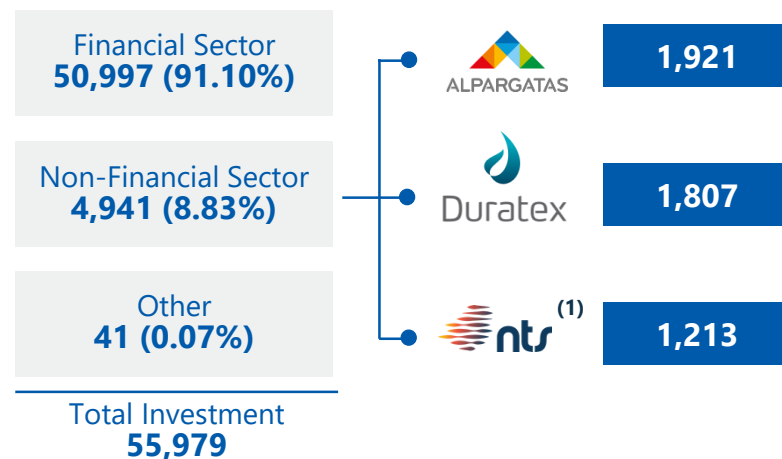 Financial Sector
50,997 (91.10%)
Non-Financial Sector
4,941 (8.83%)
Other
41 (0.07%)
Total Investment
55,979
ALPARGATAS
1,921
Duratex
1,807
nts (1)
1,213